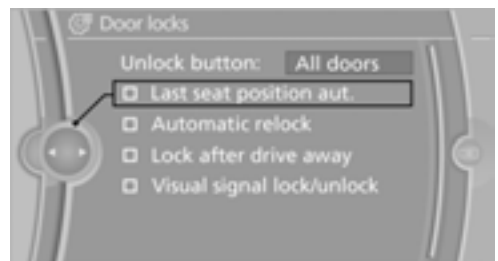 Door locks
Unlock button: All doors
Last seat position aut.
Automatic relock
Lock after drive away
Visual signal lock/unlock